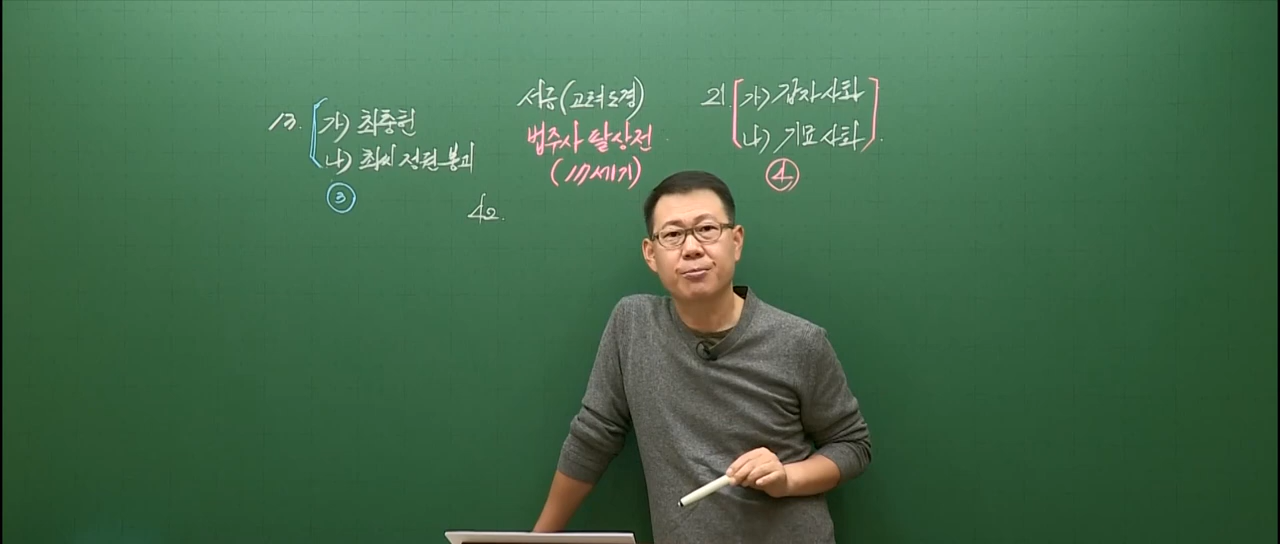 13. 가) 최충헌
나) 최씨 정권 붕괴
③
42.
서긍(고려도경)
법주사 팔상전
(17세기)
21. 가) 갑자사화
나) 기묘사화.
④